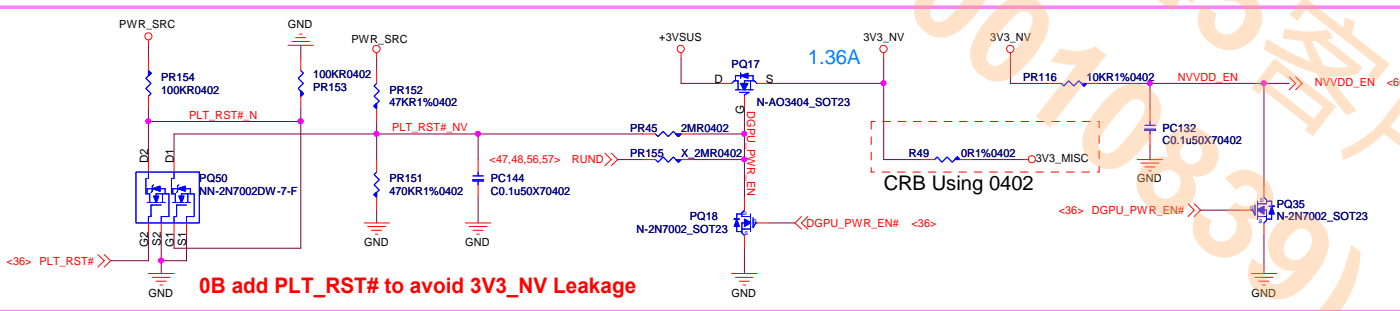 PWR_SRC
GND
PWR_SRC
+3VSUS
1.36A
3V3_NV
3V3_NV
PR154
100KR0402
100KR0402
PR153
PR152
47KR1%0402
PQ17
D
S
G
N-AO3404_SOT23
PR116
10KR1%0402
NVVDD_EN
NVVDD_EN
<6
PLT_RST#_N
PLT_RST#_NV
PR45
2MR0402
DGPU_PWR_EN
PC132
C0.1u50X70402
GND
<47,48,56,57>
RUND
PR155
X_2MR0402
R49
0R1%0402
3V3_MISC
CRB Using 0402
D2
D1
PQ50
NN-2N7002DW-7-F
G2
S2
G1
S1
PR151
470KR1%0402
PC144
C0.1u50X70402
GND
GND
PQ18
N-2N7002_SOT23
DGPU_PWR_EN#
<36>
<36>
DGPU_PWR_EN#
PQ35
N-2N7002_SOT23
<36>
PLT_RST#
GND
GND
GND
0B add PLT_RST# to avoid 3V3_NV Leakage